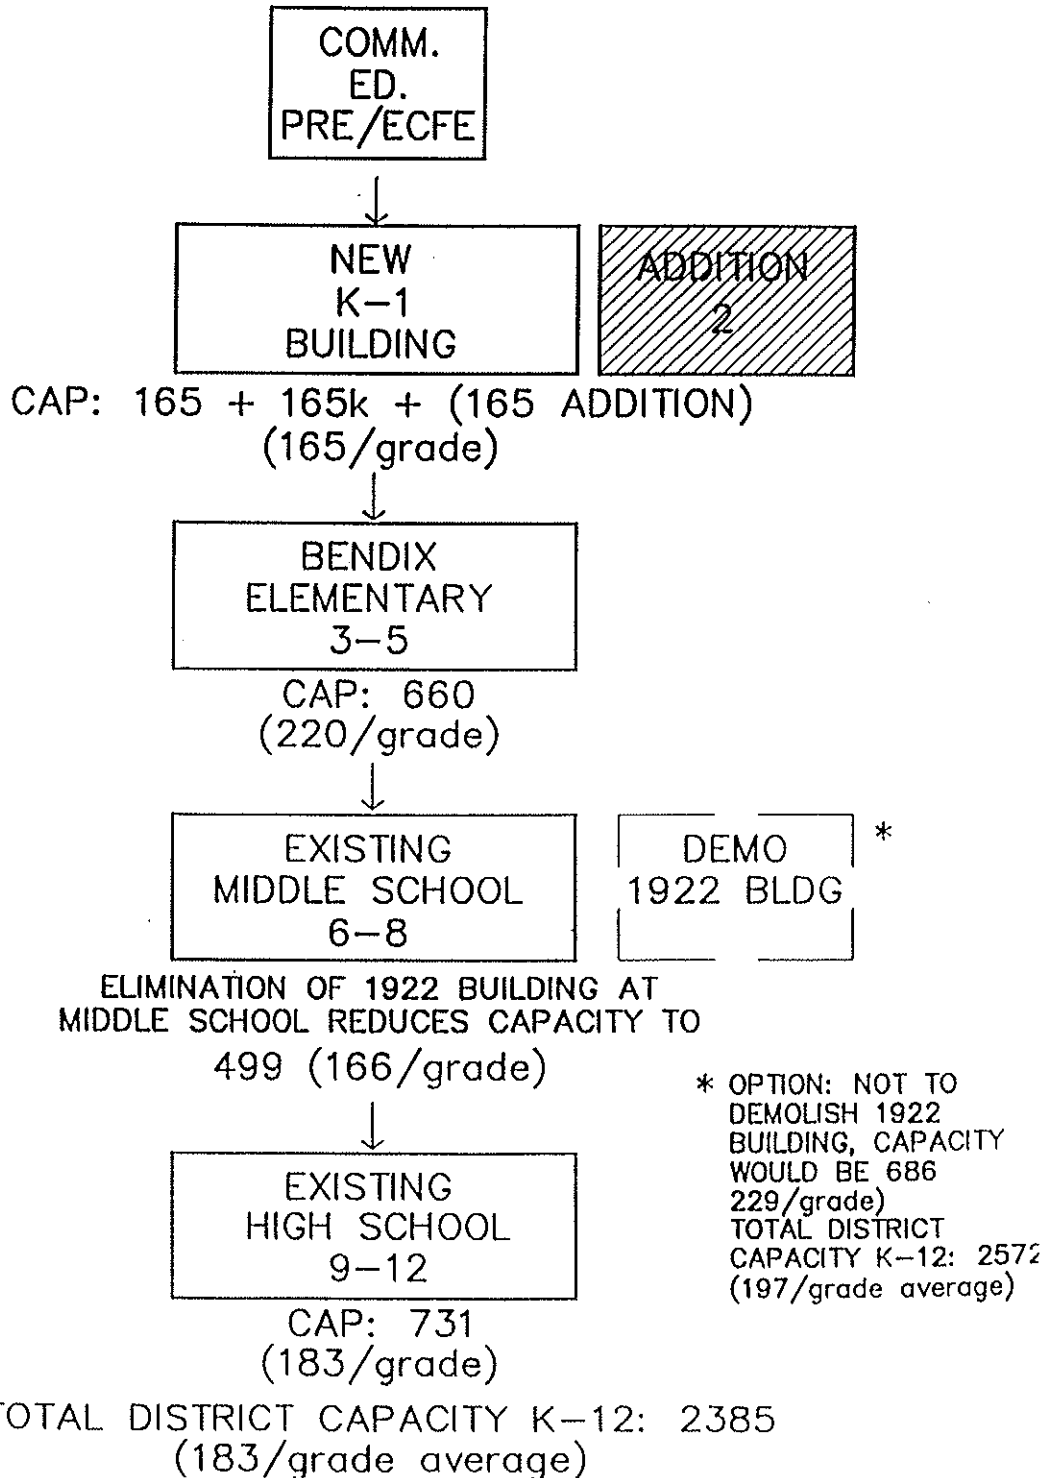 COMM.
ED.
PRE/ECFE
NEW
K-1
BUILDING
ADDITION
2
CAP: 165 + 165k + (165 ADDITION)
(165/grade)
BENDIX
ELEMENTARY
3-5
CAP: 660
(220/grade)
EXISTING
MIDDLE SCHOOL
6-8
DEMO
1922 BLDG
*
ELIMINATION OF 1922 BUILDING AT
MIDDLE SCHOOL REDUCES CAPACITY TO
499 (166/grade)
* OPTION: NOT TO
DEMOLISH 1922
BUILDING, CAPACITY
WOULD BE 686
229/grade)
TOTAL DISTRICT
CAPACITY K-12: 2572
(197/grade average)
EXISTING
HIGH SCHOOL
9-12
CAP: 731
(183/grade)
TOTAL DISTRICT CAPACITY K-12: 2385
(183/grade average)